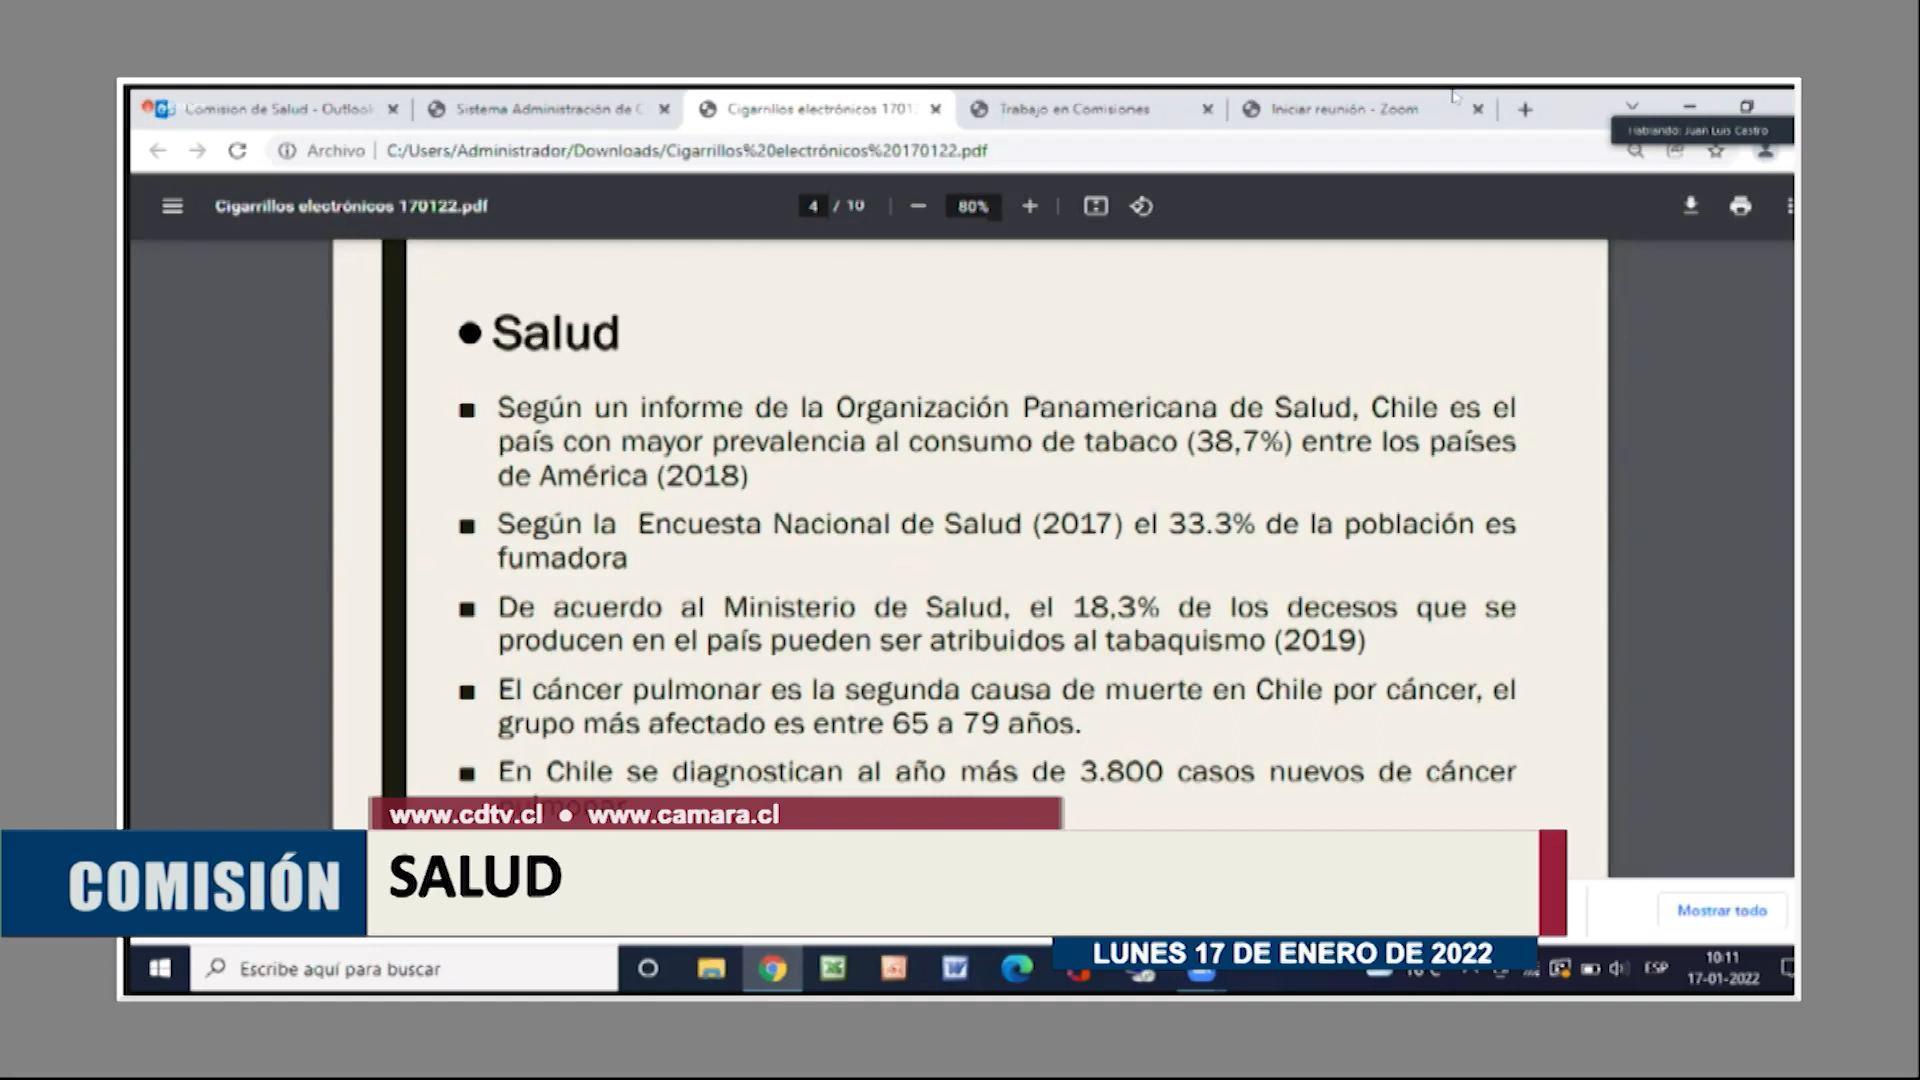 Comision de Salud - Outlook
Sistema Administración de C
Cigarrillos electrónicos 1701
Trabajo en Comisiones
Iniciar reunión - Zoom
Hablando: Juan Luis Castro
Archivo | C:/Users/Administrador/Downloads/Cigarrillos%20electrónicos%20170122.pdf
Cigarrillos electrónicos 170122.pdf
4 / 10
80%
• Salud
■ Según un informe de la Organización Panamericana de Salud, Chile es el
país con mayor prevalencia al consumo de tabaco (38,7%) entre los países
de América (2018)
■ Según la Encuesta Nacional de Salud (2017) el 33.3% de la población es
fumadora
■ De acuerdo al Ministerio de Salud, el 18,3% de los decesos que se
producen en el país pueden ser atribuidos al tabaquismo (2019)
■ El cáncer pulmonar es la segunda causa de muerte en Chile por cáncer, el
grupo más afectado es entre 65 a 79 años.
■ En Chile se diagnostican al año más de 3.800 casos nuevos de cáncer
pulmonar
www.cdtv.cl • www.camara.cl
COMISIÓN
SALUD
Mostrar todo
LUNES 17 DE ENERO DE 2022
Escribe aquí para buscar
ESP
10:11
17-01-2022